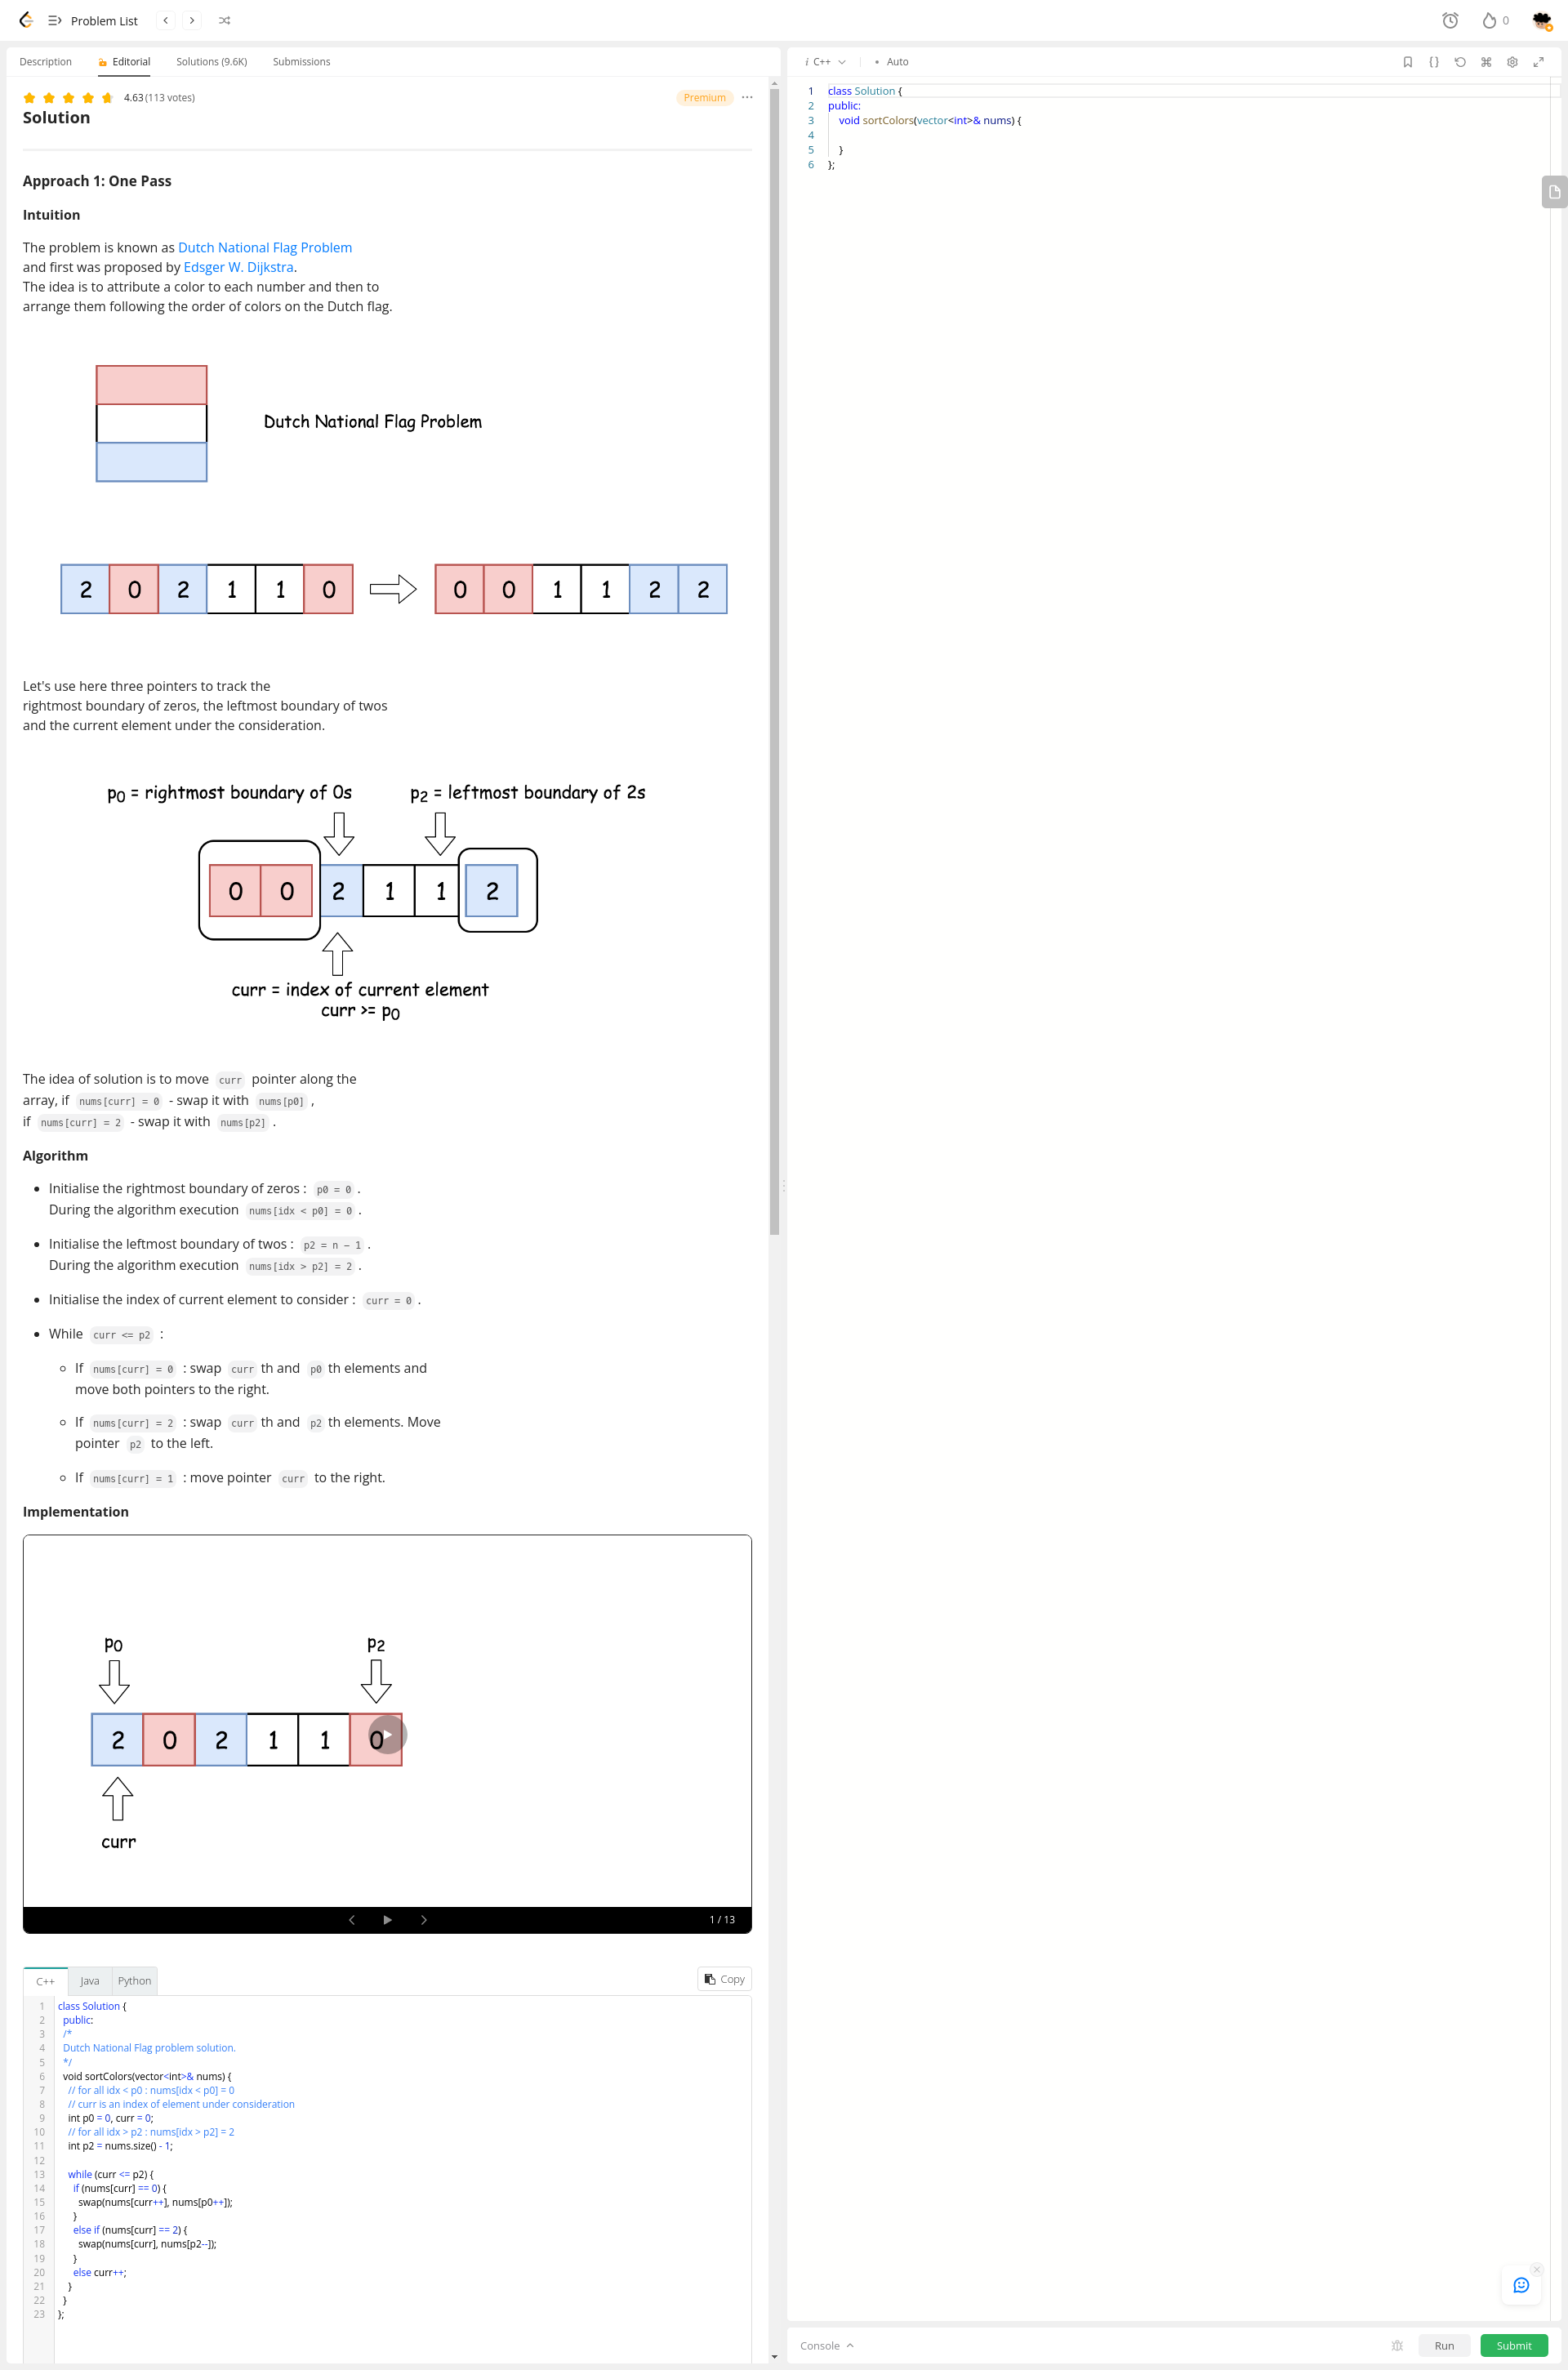 Problem List
0
Description
Editorial
Solutions (9.6K)
Submissions
4.63 (113 votes)
Premium
Solution
Approach 1: One Pass
Intuition
The problem is known as Dutch National Flag Problem
and first was proposed by Edsger W. Dijkstra.
The idea is to attribute a color to each number and then to
arrange them following the order of colors on the Dutch flag.
Dutch National Flag Problem
2 0 2 1 1 0 0 0 1 1 2 2
Let's use here three pointers to track the
rightmost boundary of zeros, the leftmost boundary of twos
and the current element under the consideration.
p0 = rightmost boundary of 0s p2 = leftmost boundary of 2s
0 0 2 1 1 2
curr = index of current element
curr >= p0
The idea of solution is to move curr pointer along the
array, if nums[curr] = 0 - swap it with nums[p0] ,
if nums[curr] = 2 - swap it with nums[p2] .
Algorithm
• Initialise the rightmost boundary of zeros : p0 = 0 .
During the algorithm execution nums[idx < p0] = 0 .
• Initialise the leftmost boundary of twos : p2 = n − 1 .
During the algorithm execution nums[idx > p2] = 2 .
• Initialise the index of current element to consider : curr = 0 .
• While curr <= p2 :
◦ If nums[curr] = 0 : swap curr th and p0 th elements and
move both pointers to the right.
◦ If nums[curr] = 2 : swap curr th and p2 th elements. Move
pointer p2 to the left.
◦ If nums[curr] = 1 : move pointer curr to the right.
Implementation
p0 p2
2 0 2 1 1 0
curr
1 / 13
C++ Java Python
Copy
1 class Solution {
2 public:
3 /*
4 Dutch National Flag problem solution.
5 */
6 void sortColors(vector<int>& nums) {
7 // for all idx < p0 : nums[idx < p0] = 0
8 // curr is an index of element under consideration
9 int p0 = 0, curr = 0;
10 // for all idx > p2 : nums[idx > p2] = 2
11 int p2 = nums.size() - 1;
12
13 while (curr <= p2) {
14 if (nums[curr] == 0) {
15 swap(nums[curr++], nums[p0++]);
16 }
17 else if (nums[curr] == 2) {
18 swap(nums[curr], nums[p2--]);
19 }
20 else curr++;
21 }
22 }
23 };
i C++
• Auto
1 class Solution {
2 public:
3 void sortColors(vector<int>& nums) {
4
5 }
6 };
Console
Run
Submit